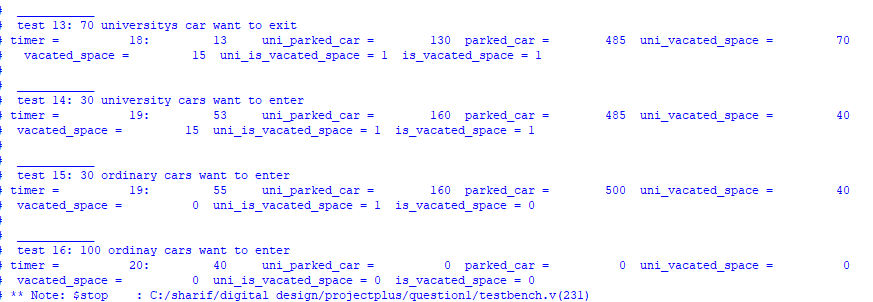 # ___________
# test 13: 70 universitys car want to exit
# timer = 18: 13 uni_parked_car = 130 parked_car = 485 uni_vacated_space = 70
# vacated_space = 15 uni_is_vacated_space = 1 is_vacated_space = 1
#
# ___________
# test 14: 30 university cars want to enter
# timer = 19: 53 uni_parked_car = 160 parked_car = 485 uni_vacated_space = 40
# vacated_space = 15 uni_is_vacated_space = 1 is_vacated_space = 1
#
# ___________
# test 15: 30 ordinary cars want to enter
# timer = 19: 55 uni_parked_car = 160 parked_car = 500 uni_vacated_space = 40
# vacated_space = 0 uni_is_vacated_space = 1 is_vacated_space = 0
#
# ___________
# test 16: 100 ordinay cars want to enter
# timer = 20: 40 uni_parked_car = 0 parked_car = 0 uni_vacated_space = 0
# vacated_space = 0 uni_is_vacated_space = 0 is_vacated_space = 0
# ** Note: $stop : C:/sharif/digital design/projectplus/question1/testbench.v(231)